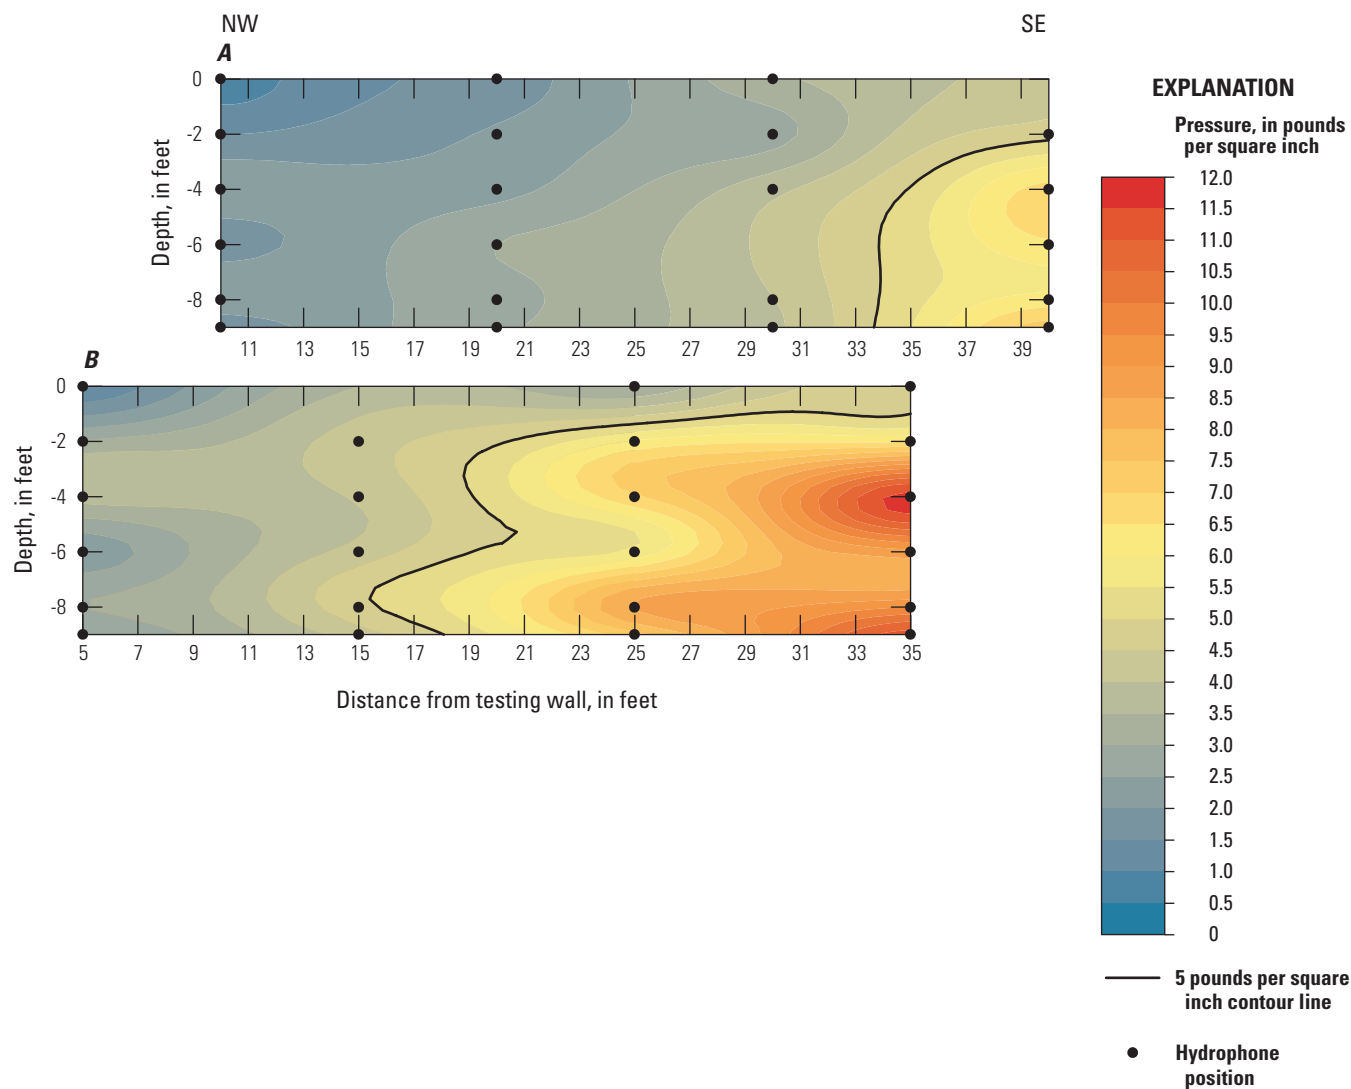 NW
SE
A
0
-2
-4
-6
-8
Depth, in feet
11 13 15 17 19 21 23 25 27 29 31 33 35 37 39
B
0
-2
-4
-6
-8
Depth, in feet
5 7 9 11 13 15 17 19 21 23 25 27 29 31 33 35
Distance from testing wall, in feet
EXPLANATION
Pressure, in pounds
per square inch
12.0
11.5
11.0
10.5
10.0
9.5
9.0
8.5
8.0
7.5
7.0
6.5
6.0
5.5
5.0
4.5
4.0
3.5
3.0
2.5
2.0
1.5
1.0
0.5
0
5 pounds per square
inch contour line
Hydrophone
position